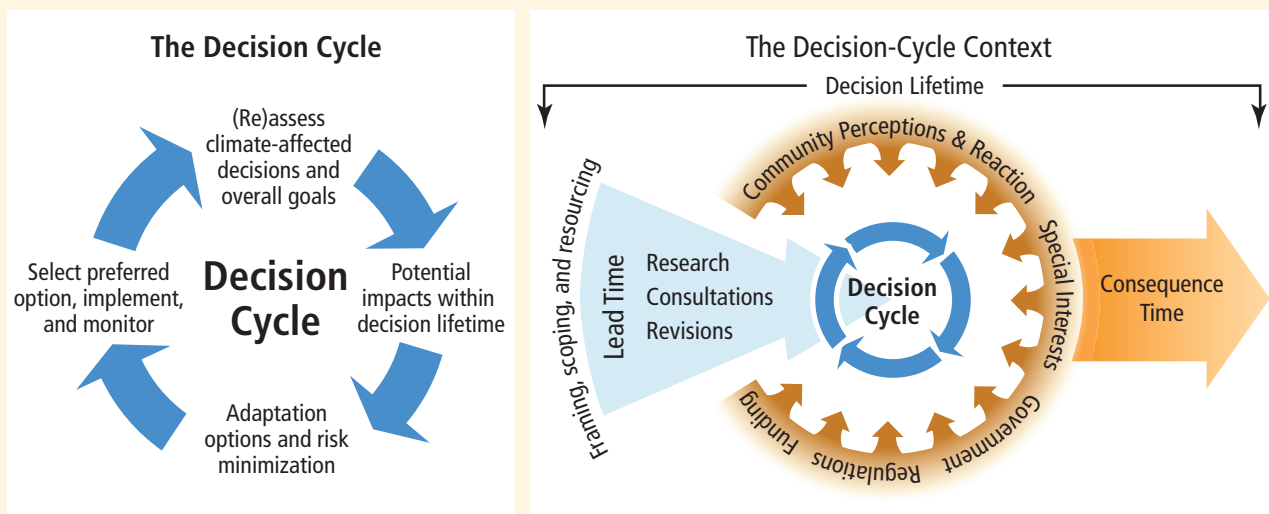 The Decision Cycle
(Re)assess
climate-affected
decisions and
overall goals
Potential
impacts within
decision lifetime
Adaptation
options and risk
minimization
Select preferred
option, implement,
and monitor
Decision
Cycle
The Decision-Cycle Context
Decision Lifetime
Framing, scoping, and resourcing
Lead Time
Research
Consultations
Revisions
Decision
Cycle
Community Perceptions & Reaction
Special Interests
Government
Regulations
Funding
Consequence
Time